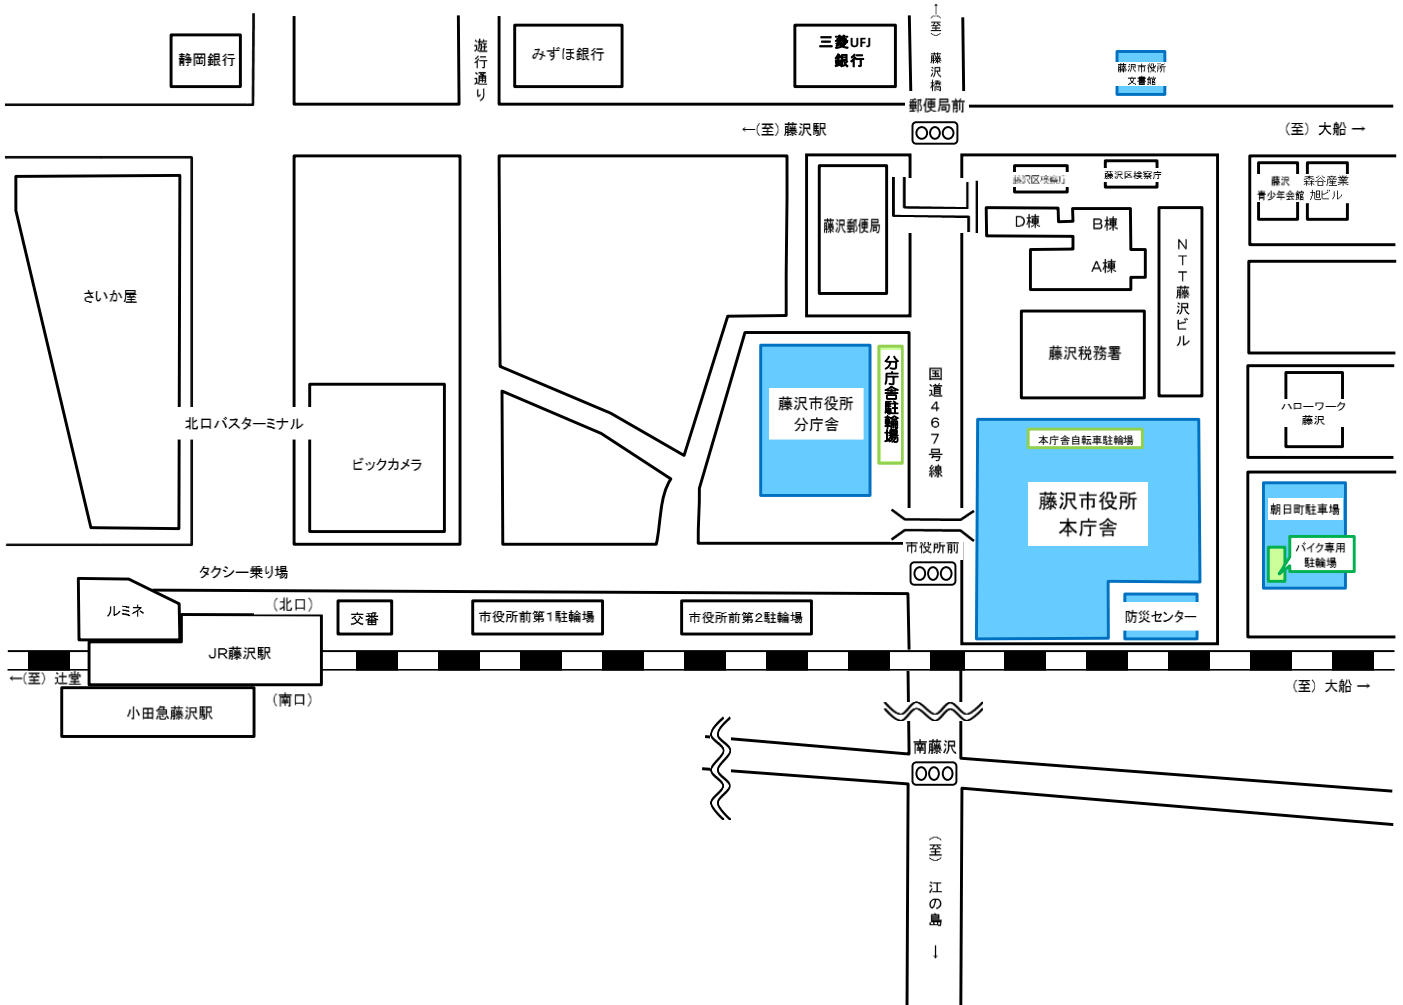 静岡銀行
遊行通り
みずほ銀行
三菱UFJ
銀行
←(至) 藤沢橋
藤沢市役所
文書館
郵便局前
←(至) 藤沢駅
(至) 大船 →
藤沢区検察庁
藤沢区検察庁
藤沢
青少年会館
森谷産業
旭ビル
藤沢郵便局
D棟
B棟
A棟
NTT藤沢ビル
さいか屋
藤沢税務署
国道467号線
分庁舎駐輪場
藤沢市役所
分庁舎
北口バスターミナル
ビックカメラ
ハローワーク
藤沢
本庁舎自転車駐輪場
藤沢市役所
本庁舎
朝日町駐車場
バイク専用
駐輪場
市役所前
タクシー乗り場
ルミネ
(北口)
交番
市役所前第1駐輪場
市役所前第2駐輪場
防災センター
JR藤沢駅
←(至) 辻堂
(南口)
(至) 大船 →
小田急藤沢駅
南藤沢
(至) 江の島 →